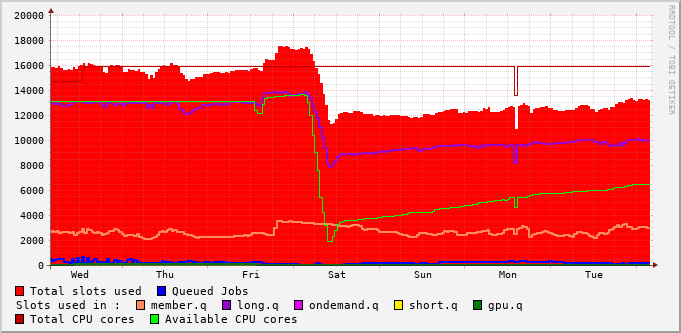 20000
18000
16000
14000
12000
10000
8000
6000
4000
2000
0
Wed Thu Fri Sat Sun Mon Tue
RRDTOOL / TOBI OETIKER
Total slots used Queued Jobs
Slots used in : member.q long.q ondemand.q short.q gpu.q
Total CPU cores Available CPU cores